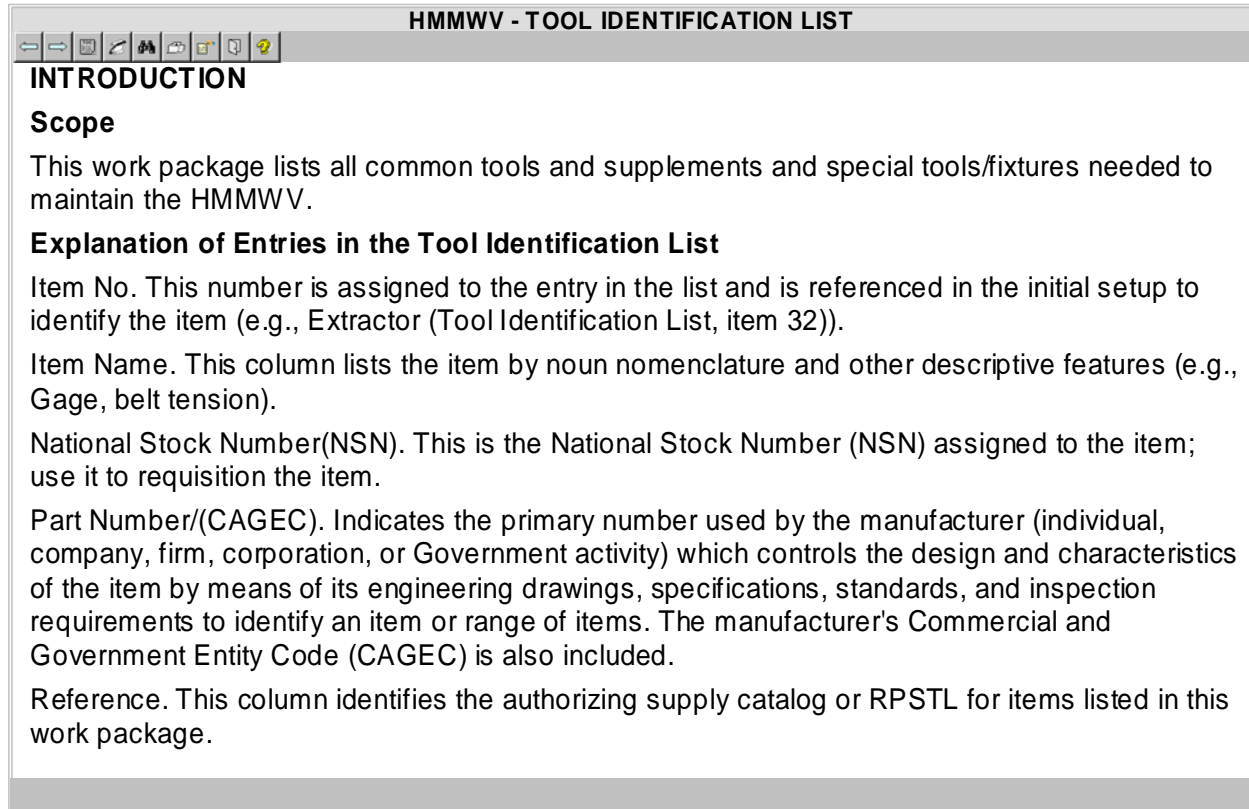 HMMWV - TOOL IDENTIFICATION LIST
INTRODUCTION
Scope
This work package lists all common tools and supplements and special tools/fixtures needed to
maintain the HMMWV.
Explanation of Entries in the Tool Identification List
Item No. This number is assigned to the entry in the list and is referenced in the initial setup to
identify the item (e.g., Extractor (Tool Identification List, item 32)).
Item Name. This column lists the item by noun nomenclature and other descriptive features (e.g.,
Gage, belt tension).
National Stock Number(NSN). This is the National Stock Number (NSN) assigned to the item;
use it to requisition the item.
Part Number/(CAGEC). Indicates the primary number used by the manufacturer (individual,
company, firm, corporation, or Government activity) which controls the design and characteristics
of the item by means of its engineering drawings, specifications, standards, and inspection
requirements to identify an item or range of items. The manufacturer's Commercial and
Government Entity Code (CAGEC) is also included.
Reference. This column identifies the authorizing supply catalog or RPSTL for items listed in this
work package.